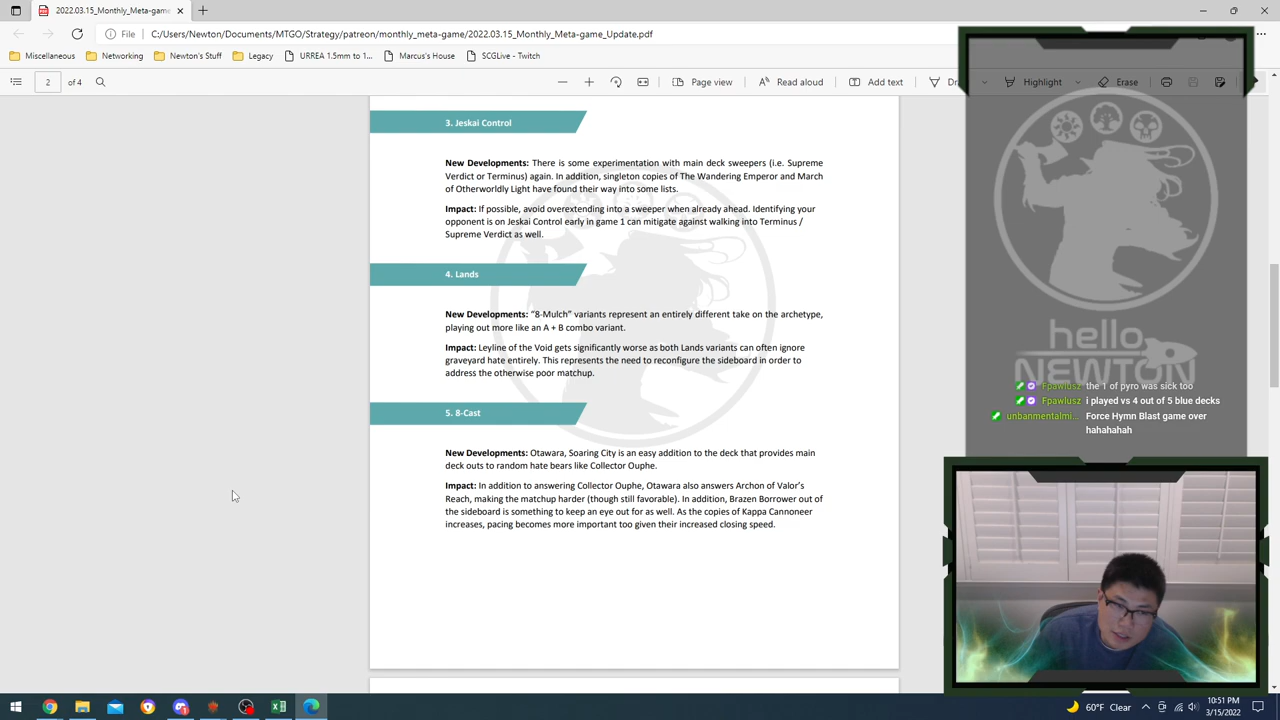 2022.03.15_Monthly_Meta-game
File
C:/Users/Newton/Documents/MTGO/Strategy/patreon/monthly_meta-game/2022.03.15_Monthly_Meta-game_Update.pdf
Miscellaneous
Networking
Newton's Stuff
Legacy
URREA 1.5mm to 1...
Marcus's House
SCGLive - Twitch
2 of 4
Page view
Read aloud
Add text
Highlight
Erase
3. Jeskai Control
New Developments: There is some experimentation with main deck sweepers (i.e. Supreme
Verdict or Terminus) again. In addition, singleton copies of The Wandering Emperor and March
of Otherworldly Light have found their way into some lists.
Impact: If possible, avoid overextending into a sweeper when already ahead. Identifying your
opponent is on Jeskai Control early in game 1 can mitigate against walking into Terminus /
Supreme Verdict as well.
4. Lands
New Developments: “8-Mulch” variants represent an entirely different take on the archetype,
playing out more like an A + B combo variant.
Impact: Leyline of the Void gets significantly worse as both Lands variants can often ignore
graveyard hate entirely. This represents the need to reconfigure the sideboard in order to
address the otherwise poor matchup.
5. 8-Cast
New Developments: Otawara, Soaring City is an easy addition to the deck that provides main
deck outs to random hate bears like Collector Ouphe.
Impact: In addition to answering Collector Ouphe, Otawara also answers Archon of Valor’s
Reach, making the matchup harder (though still favorable). In addition, Brazen Borrower out of
the sideboard is something to keep an eye out for as well. As the copies of Kappa Cannoneer
increases, pacing becomes more important too given their increased closing speed.
hello
NEWTON
Fpawlusz the 1 of pyro was sick too
Fpawlusz i played vs 4 out of 5 blue decks
unbanmentalmi... Force Hymn Blast game over
hahahahah
60°F Clear
10:51 PM
3/15/2022